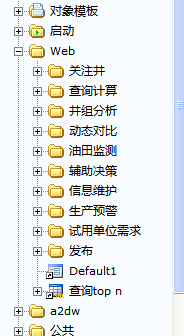 对象模板
启动
Web
关注井
查询计算
井组分析
动态对比
油田监测
辅助决策
信息维护
生产预警
试用单位需求
发布
Default1
查询top n
a2dw
公共